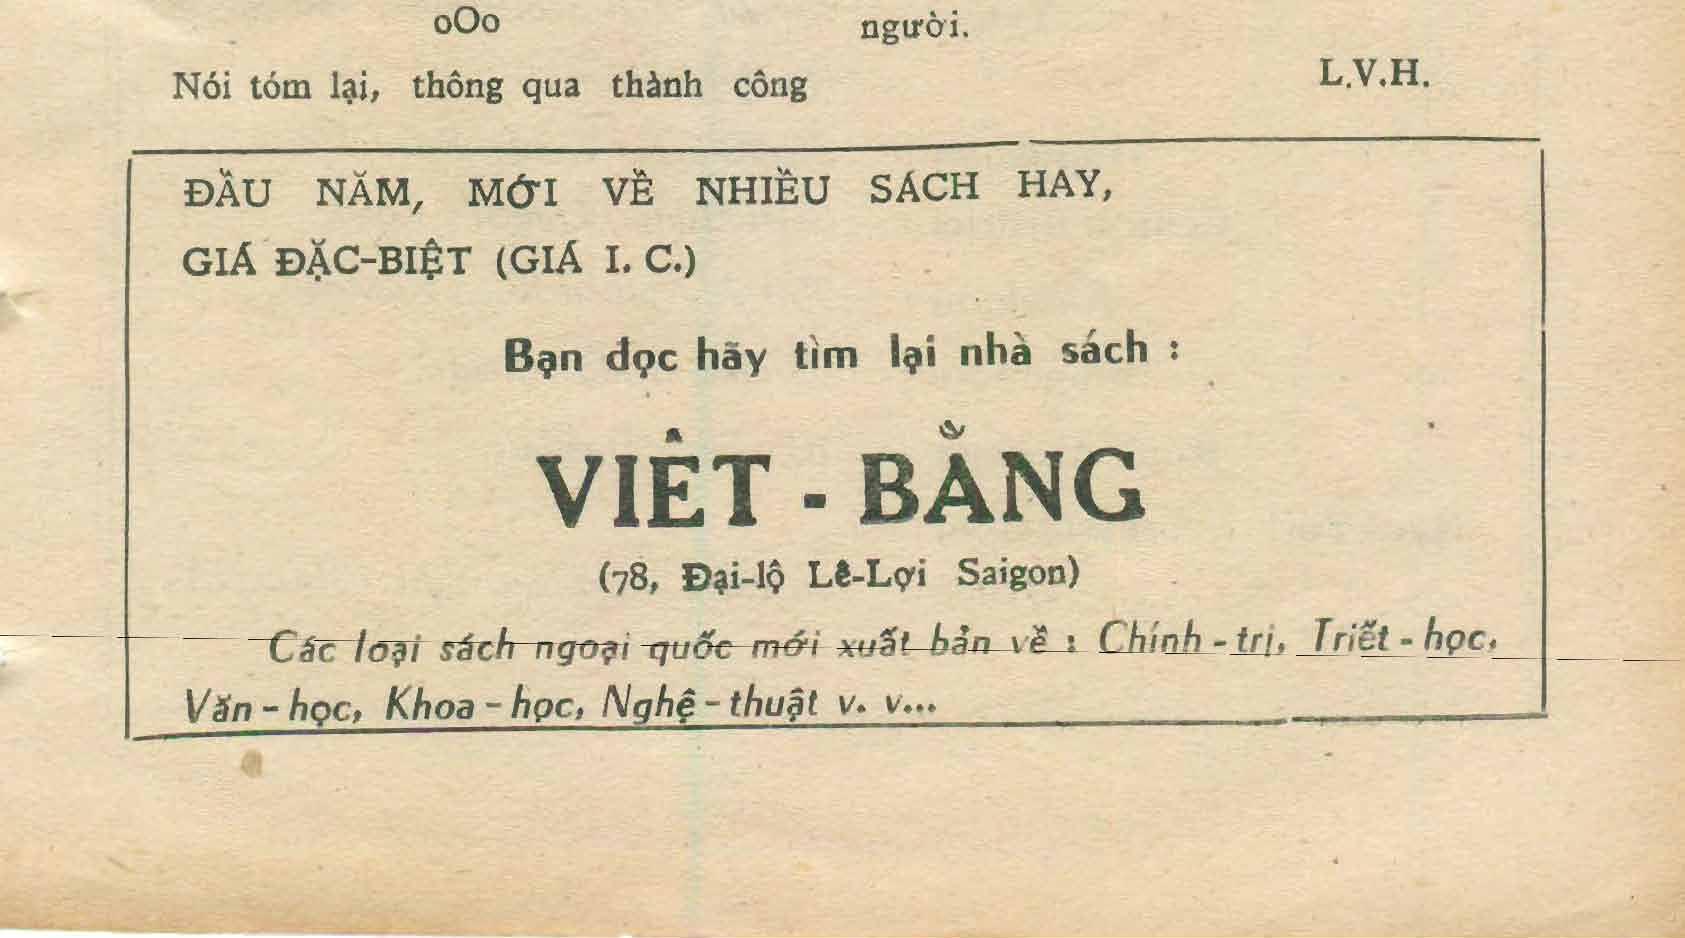 oOo
Nói tóm lại, thông qua thành công
người.
L.V.H.
ĐẦU NĂM, MỚI VỀ NHIỀU SÁCH HAY,
GIÁ ĐẶC-BIỆT (GIÁ I. C.)
Bạn đọc hãy tìm lại nhà sách :
VIÊT - BẰNG
(78, Đại-lộ Lê-Lợi Saigon)
Các loại sách ngoại quốc mới xuất bản về : Chính - trị, Triết - học,
Văn - học, Khoa - học, Nghệ - thuật v. v...